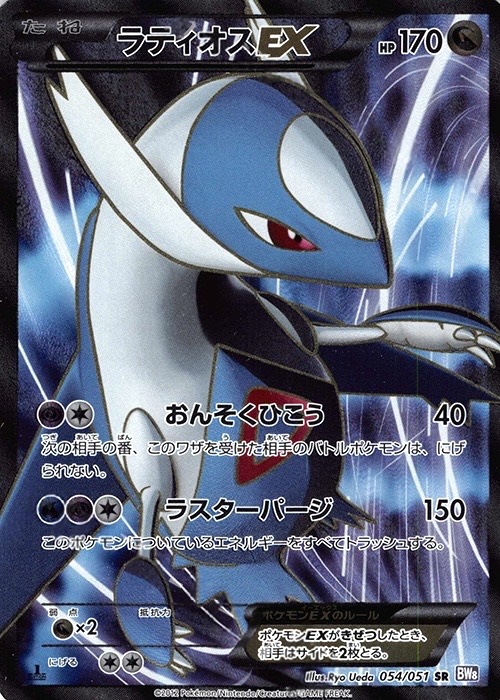 たね ラティオスEX HP170
おんそくひこう 40
次の相手の番、このワザを受けた相手のバトルポケモンは、にげ
られない。
ラスターパージ 150
このポケモンについているエネルギーをすべてトラッシュする。
弱点 抵抗力
×2
にげる
ポケモンEXのルール
ポケモンEXがきぜつしたとき、
相手はサイドを2枚とる。
Illus. Ryo Ueda 054/051 SR BW8
©2012 Pokémon/Nintendo/Creatures/GAME FREAK.